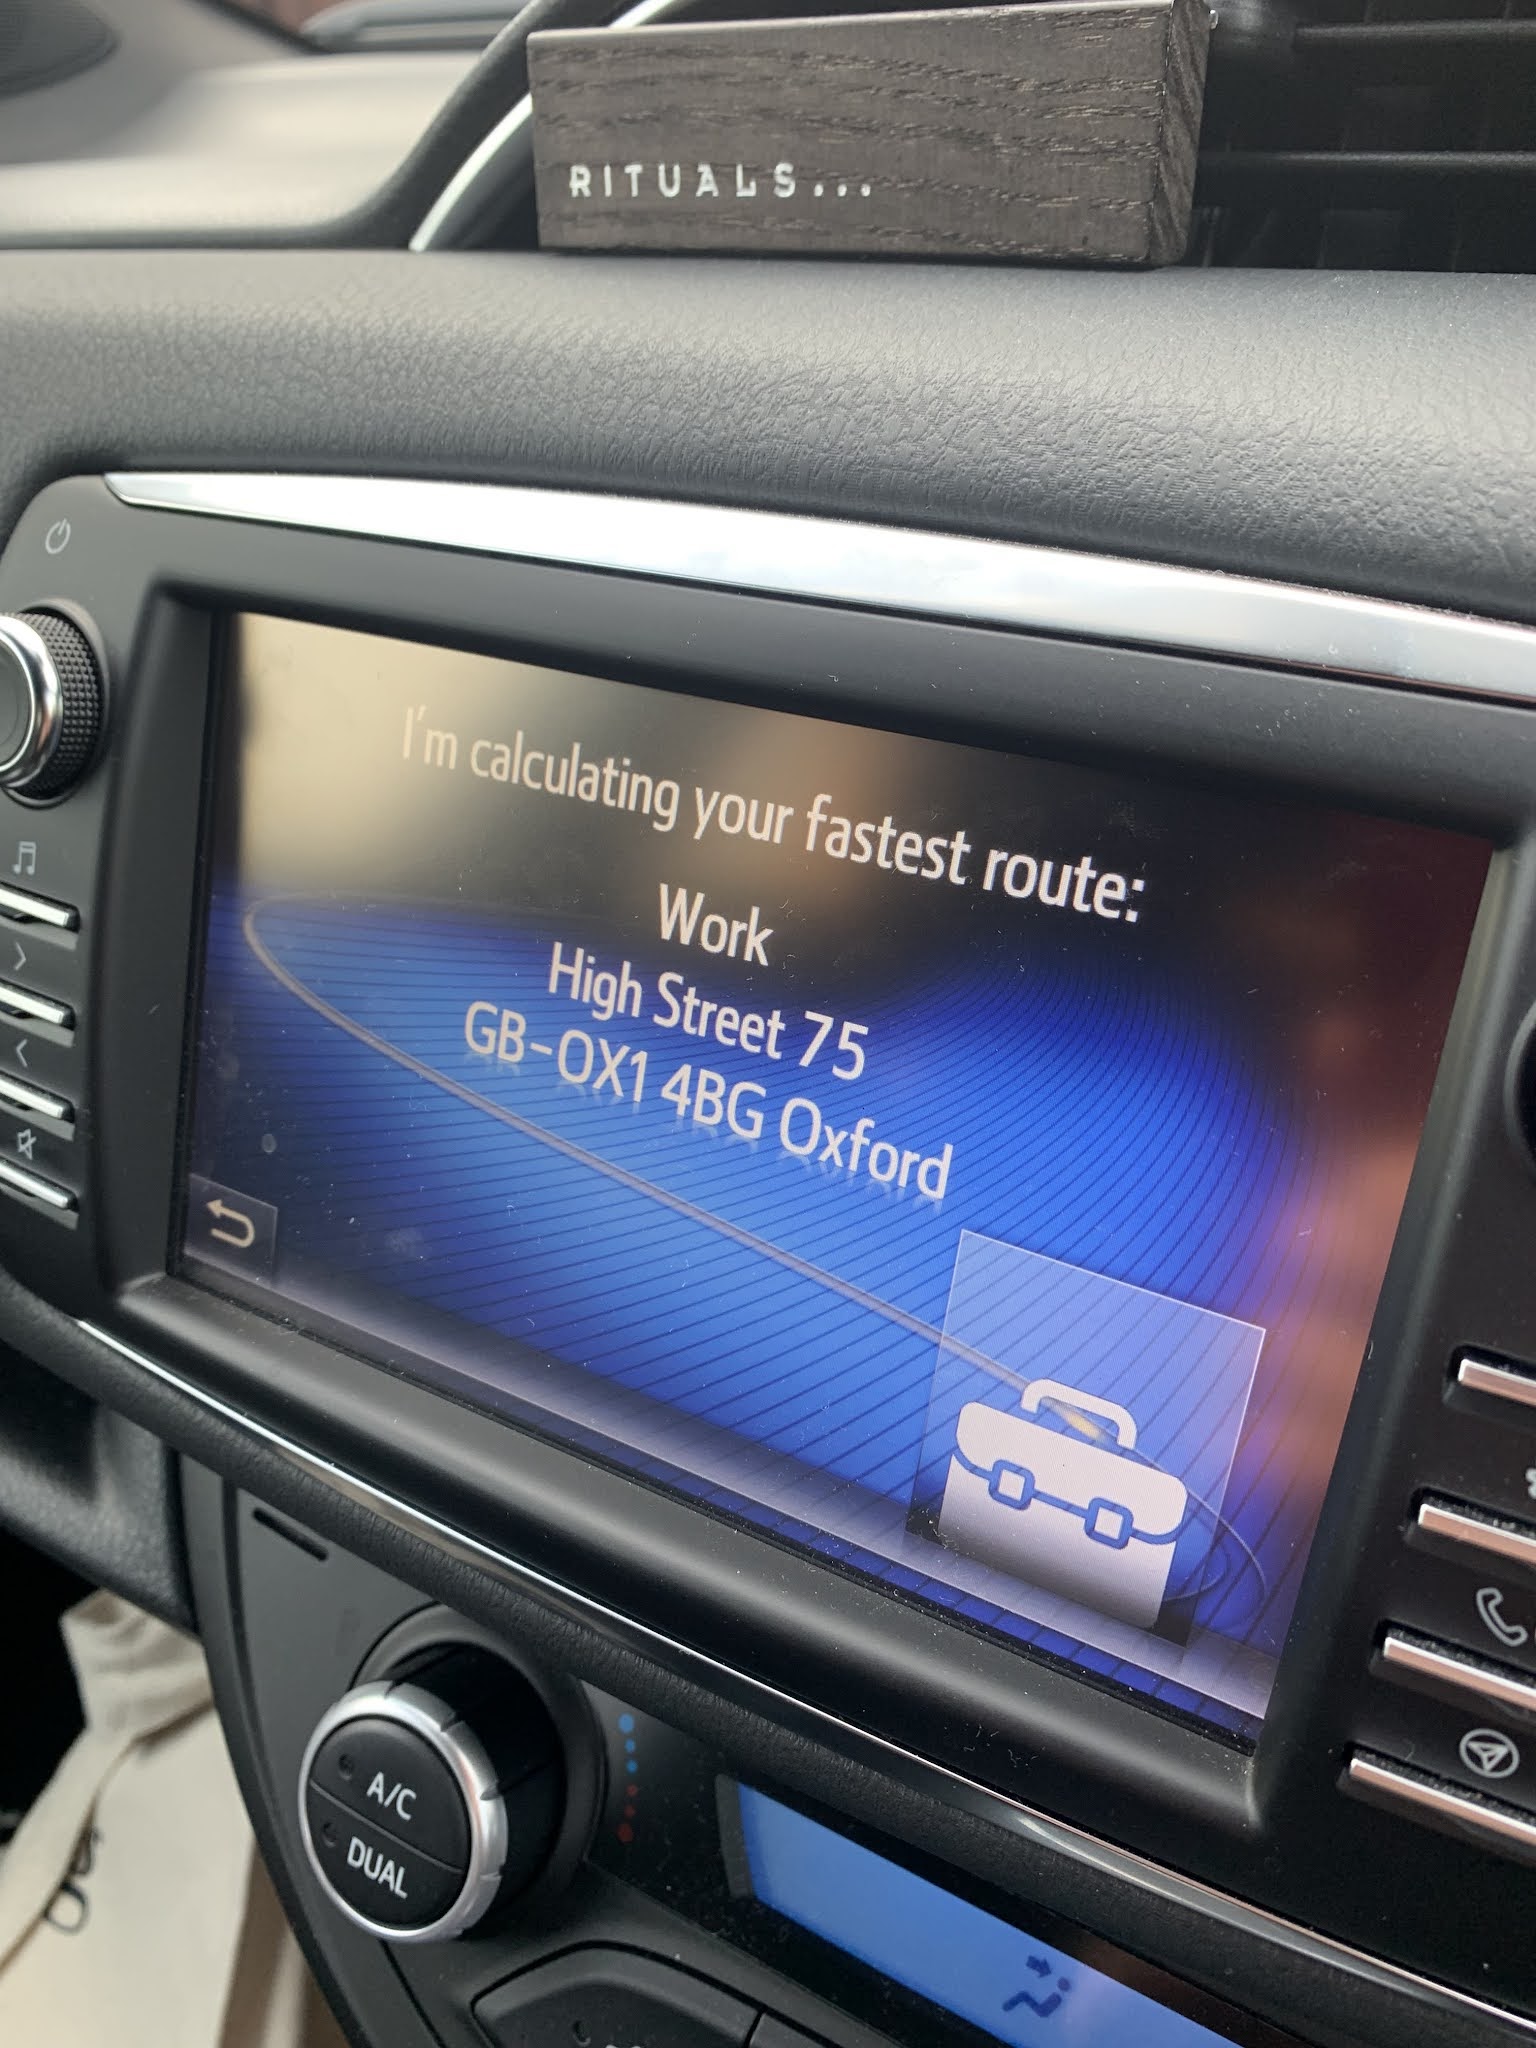 RITUALS...
I´m calculating your fastest route:
Work
High Street 75
GB-OX1 4BG Oxford
A/C
DUAL